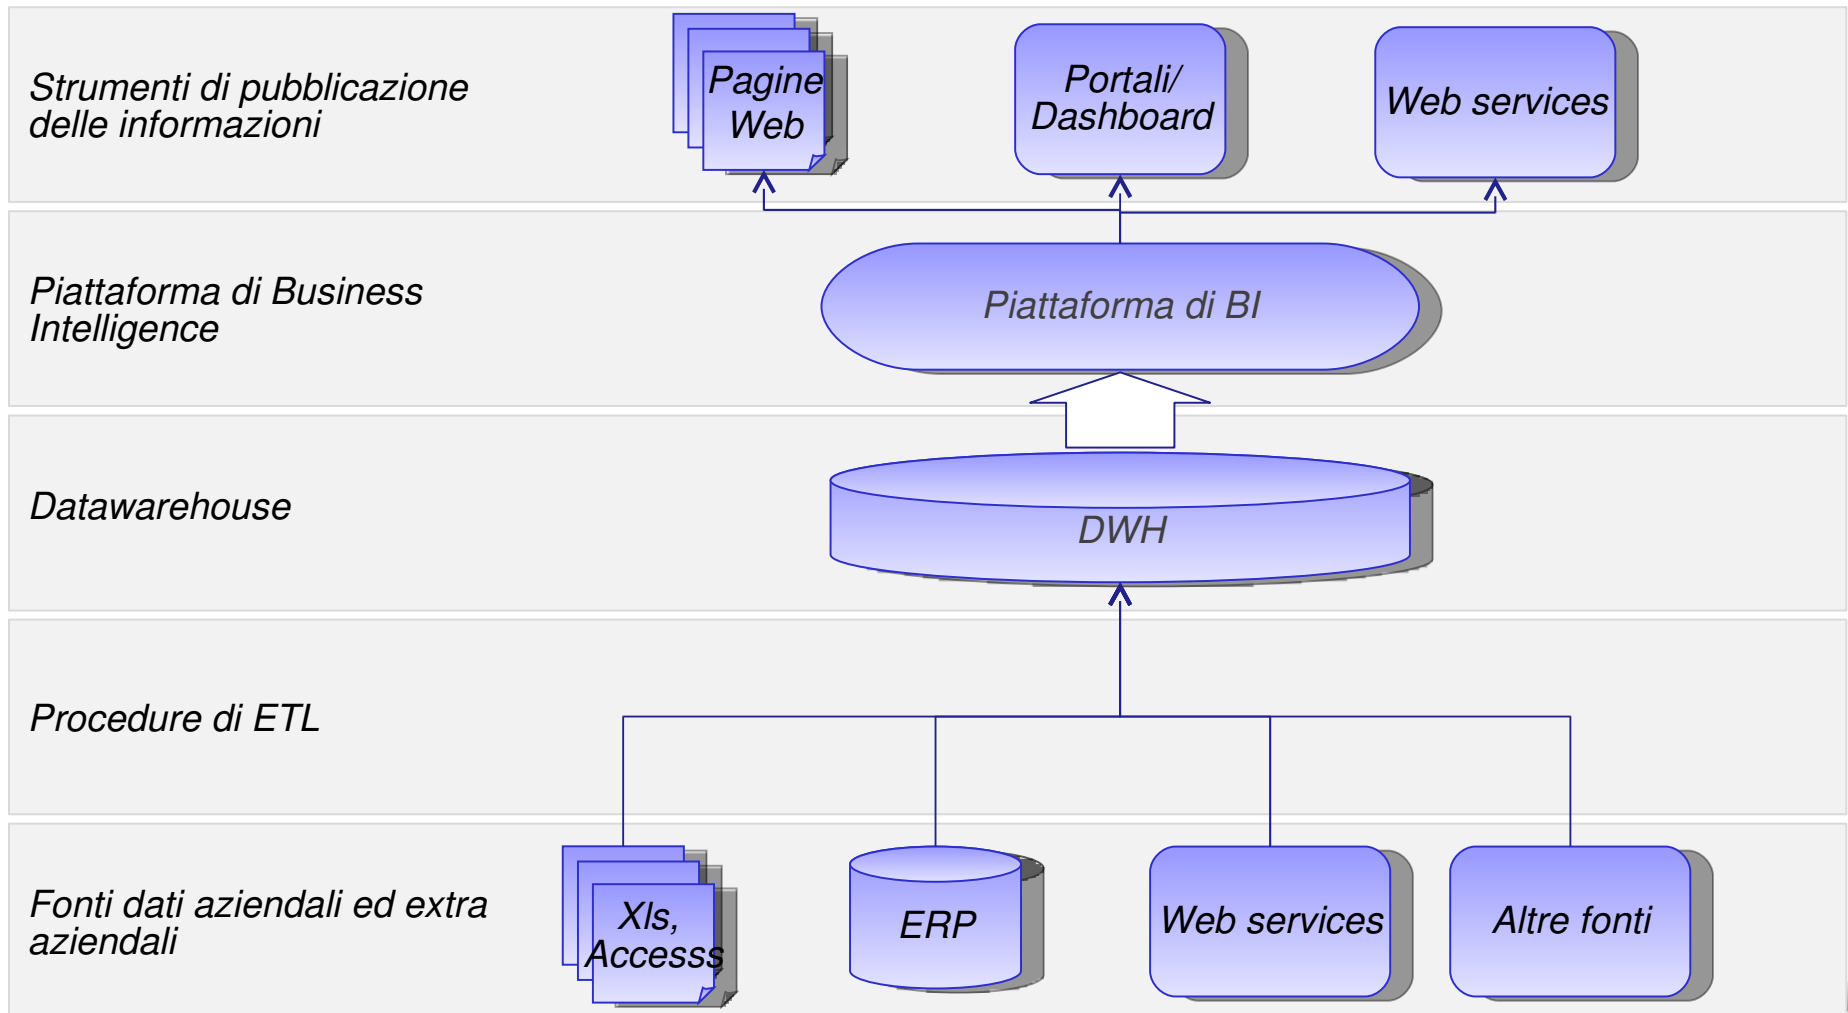 Strumenti di pubblicazione
delle informazioni
Pagine
Web
Portali/
Dashboard
Web services
Piattaforma di Business
Intelligence
Piattaforma di BI
Datawarehouse
DWH
Procedure di ETL
Fonti dati aziendali ed extra
aziendali
Xls,
Accesss
ERP
Web services
Altre fonti